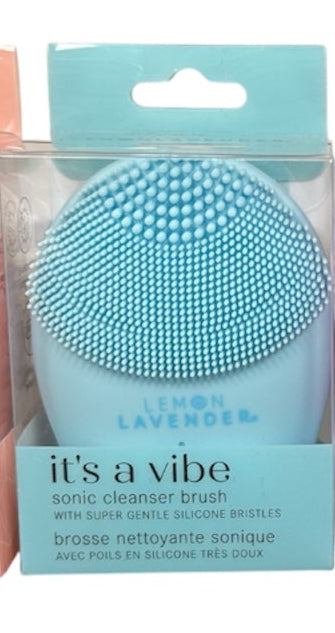 LEMON
LAVENDER
it's a vibe
sonic cleanser brush
WITH SUPER GENTLE SILICONE BRISTLES
brosse nettoyante sonique
AVEC POILS EN SILICONE TRÈS DOUX